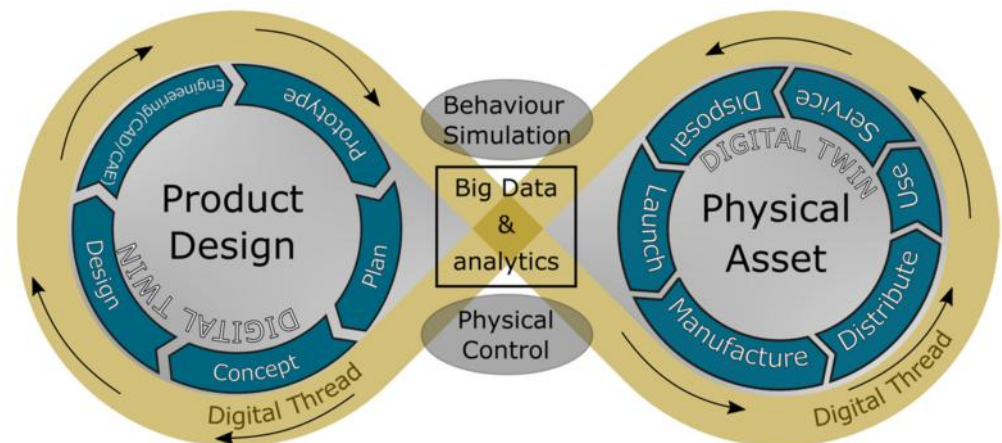 Engineering(CAD/CAE)
Prototype
Design
Plan
Concept
Product
Design
DIGITAL TWIN
Digital Thread
Behaviour
Simulation
Big Data
&
analytics
Physical
Control
Disposal
Service
Launch
Use
Manufacture
Distribute
DIGITAL TWIN
Physical
Asset
Digital Thread